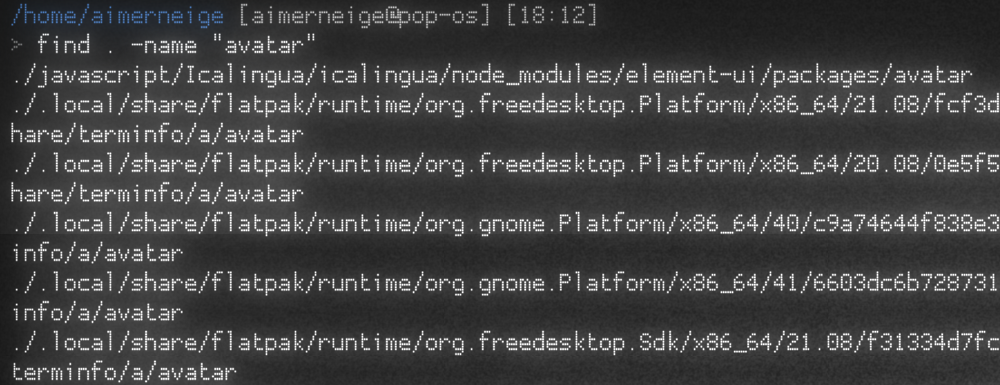 /home/aimerneige [aimerneige@pop-os] [18:12]
> find . -name "avatar"
./javascript/Icalingua/icalingua/node_modules/element-ui/packages/avatar
./.local/share/flatpak/runtime/org.freedesktop.Platform/x86_64/21.08/fcf3d
hare/terminfo/a/avatar
./.local/share/flatpak/runtime/org.freedesktop.Platform/x86_64/20.08/0e5f5
hare/terminfo/a/avatar
./.local/share/flatpak/runtime/org.gnome.Platform/x86_64/40/c9a74644f838e3
info/a/avatar
./.local/share/flatpak/runtime/org.gnome.Platform/x86_64/41/6603dc6b728731
info/a/avatar
./.local/share/flatpak/runtime/org.freedesktop.Sdk/x86_64/21.08/f31334d7fc
terminfo/a/avatar